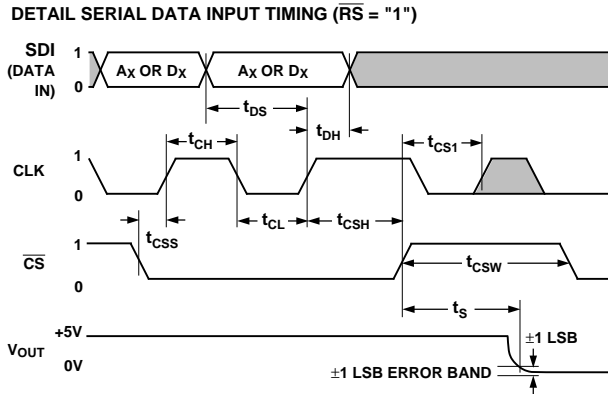 DETAIL SERIAL DATA INPUT TIMING (RS = "1")
SDI
(DATA
IN)
1
0
AX OR DX
AX OR DX
tDS
tDH
tCH
tCS1
CLK
1
0
tCSS
tCL
tCSH
CS
1
0
tCSW
tS
VOUT
+5V
0V
±1 LSB
±1 LSB ERROR BAND